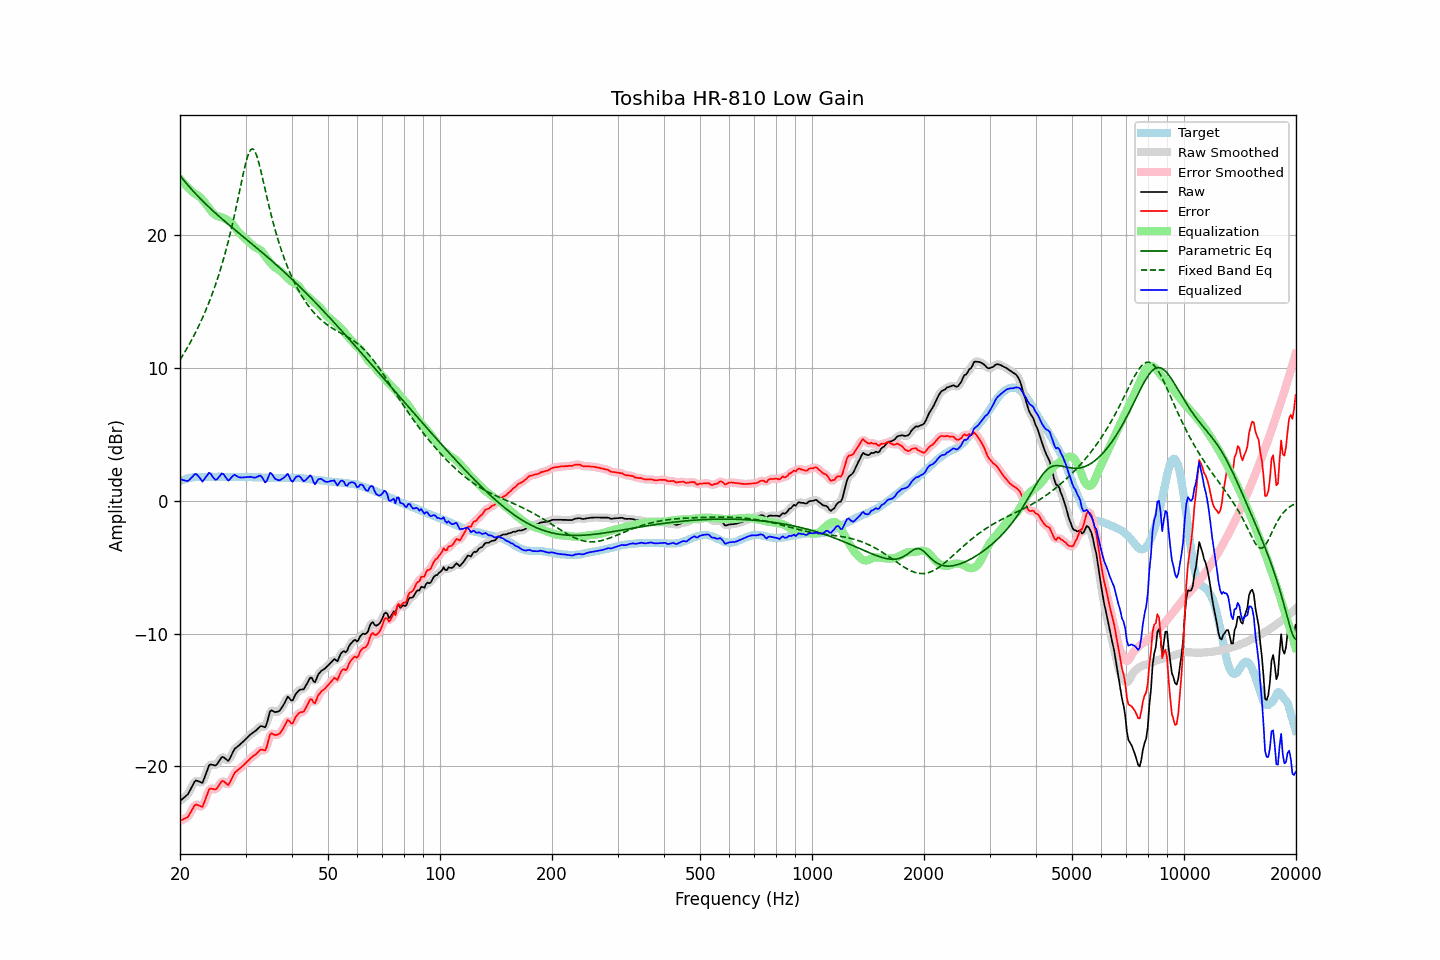 Toshiba HR-810 Low Gain
Target
Raw Smoothed
Error Smoothed
Raw
Error
Equalization
Parametric Eq
Fixed Band Eq
Equalized
Amplitude (dBr)
20
10
0
−10
−20
20 50 100 200 500 1000 2000 5000 10000 20000
Frequency (Hz)